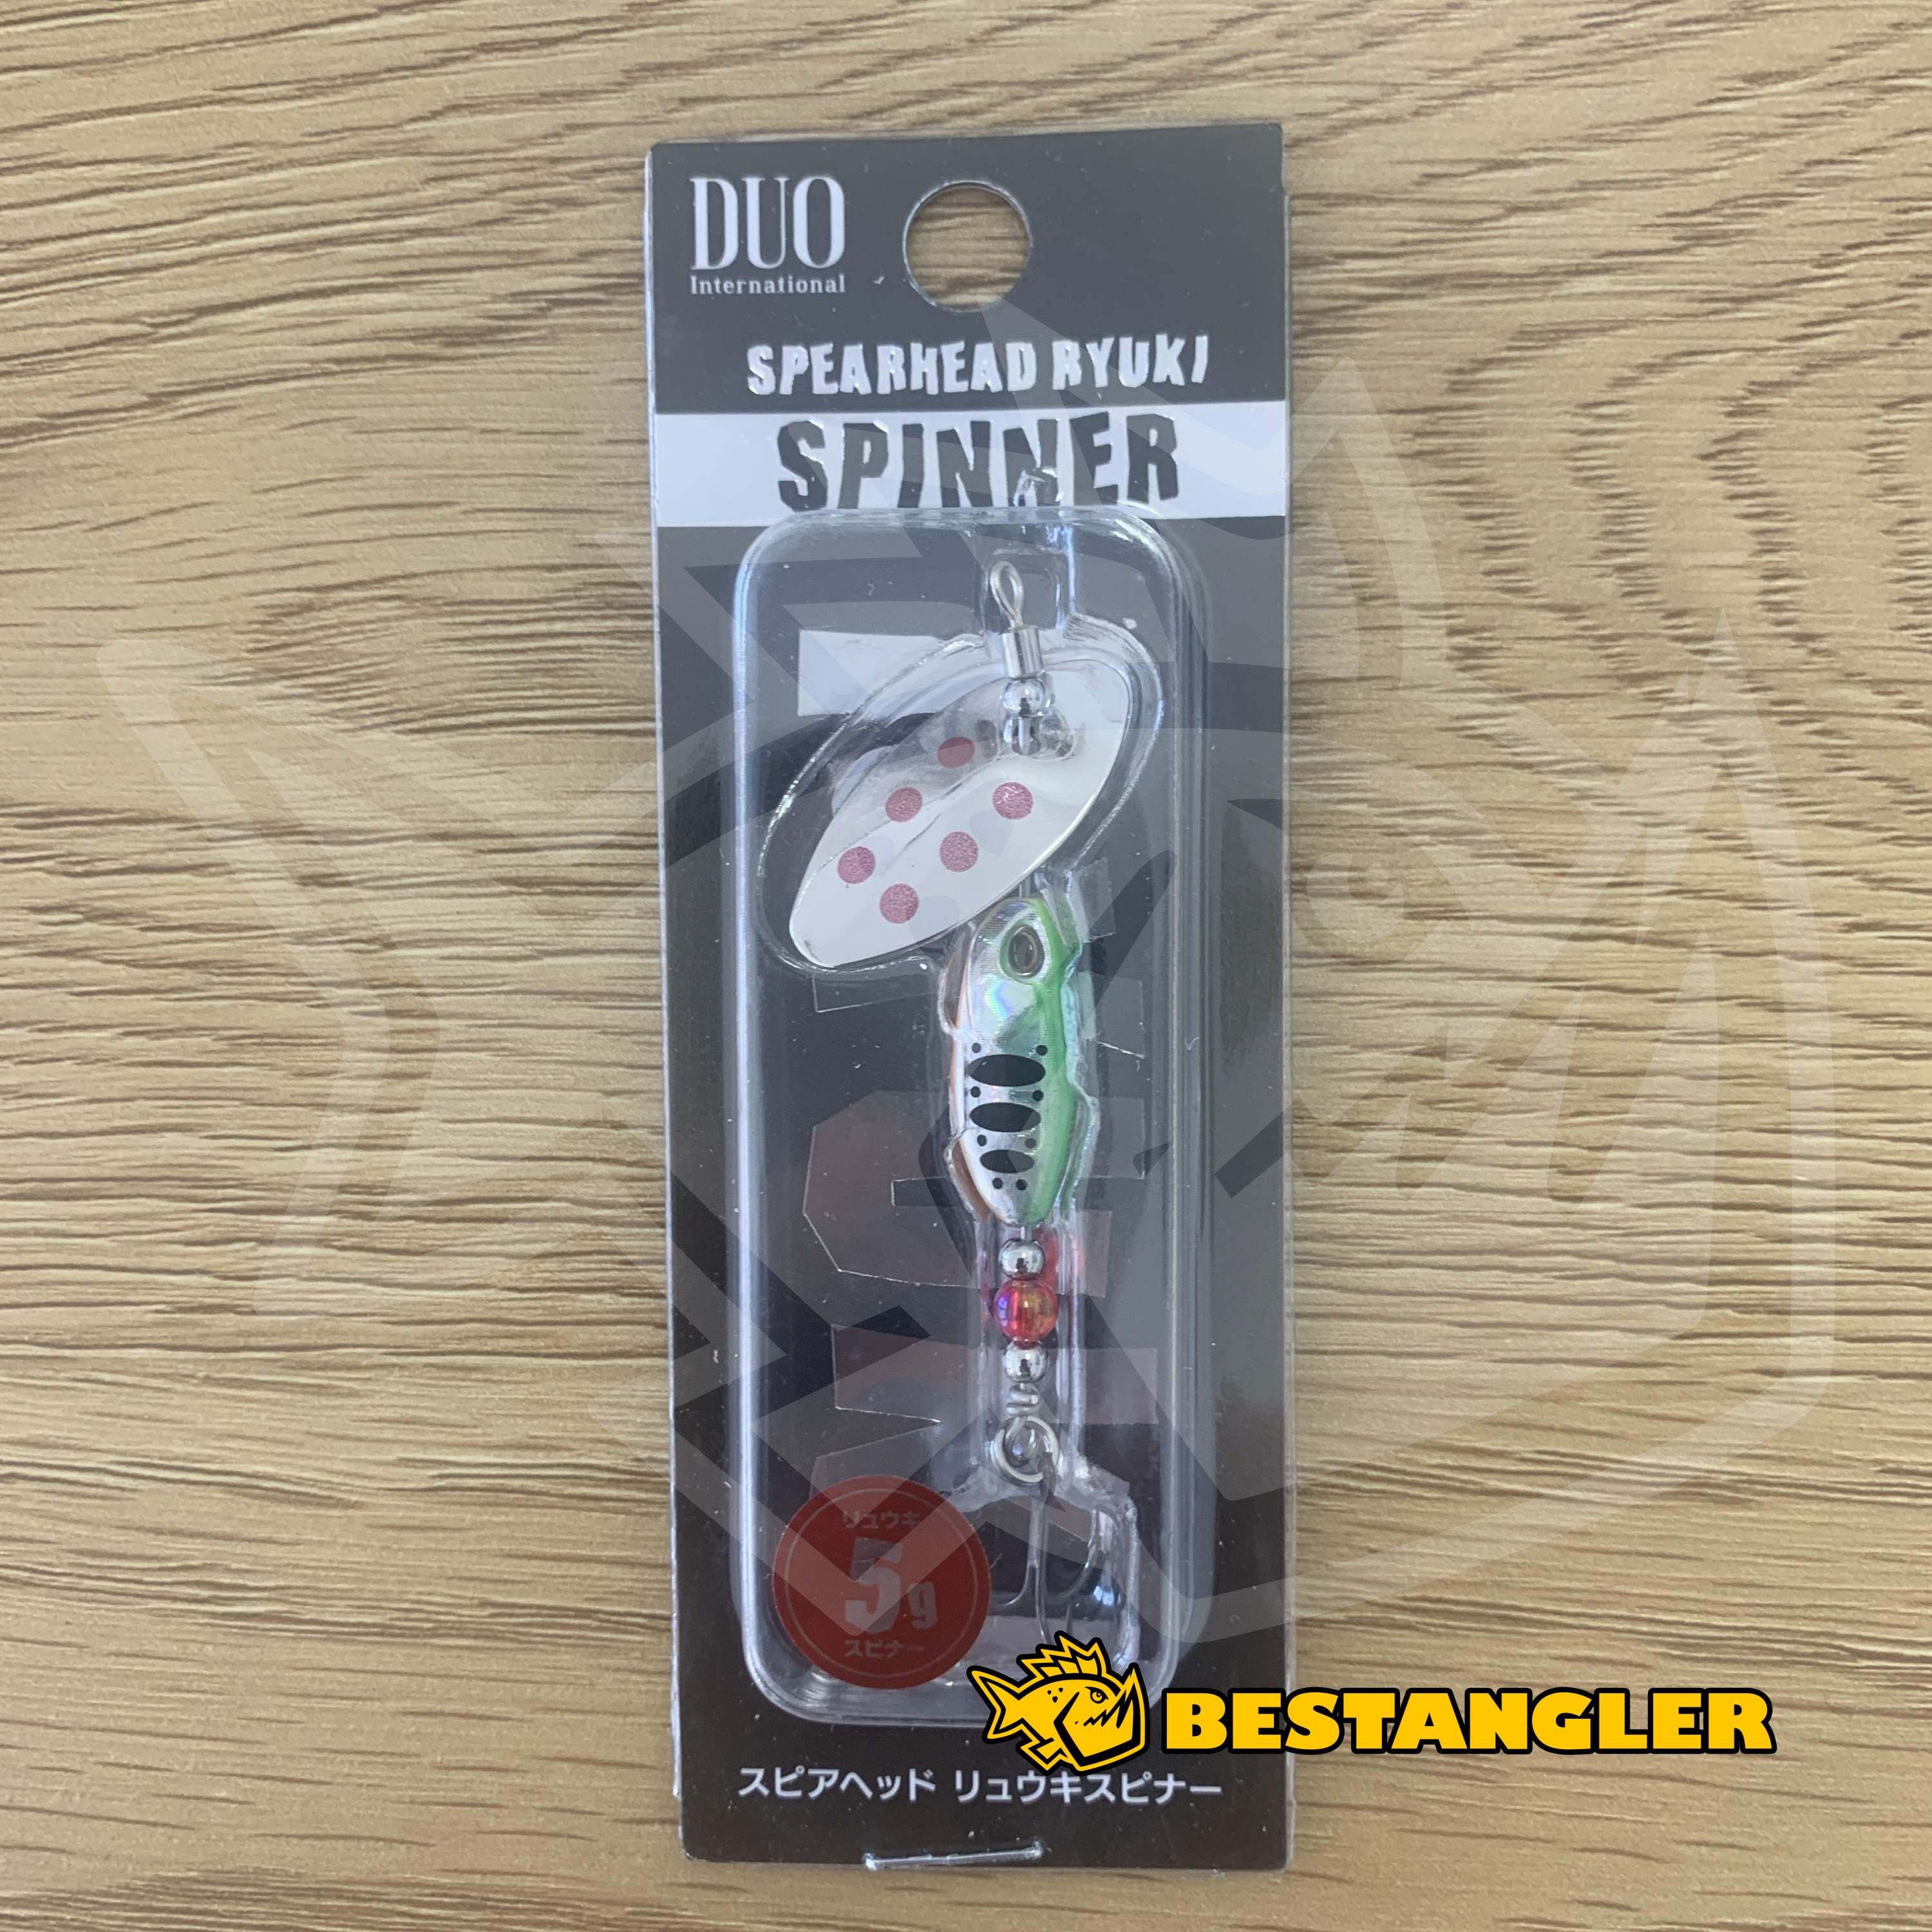 DUO
International
SPEARHEAD RYUKI
SPINNER
リュウキ
5g
スピナー
BESTANGLER
スピアヘッド リュウキスピナー